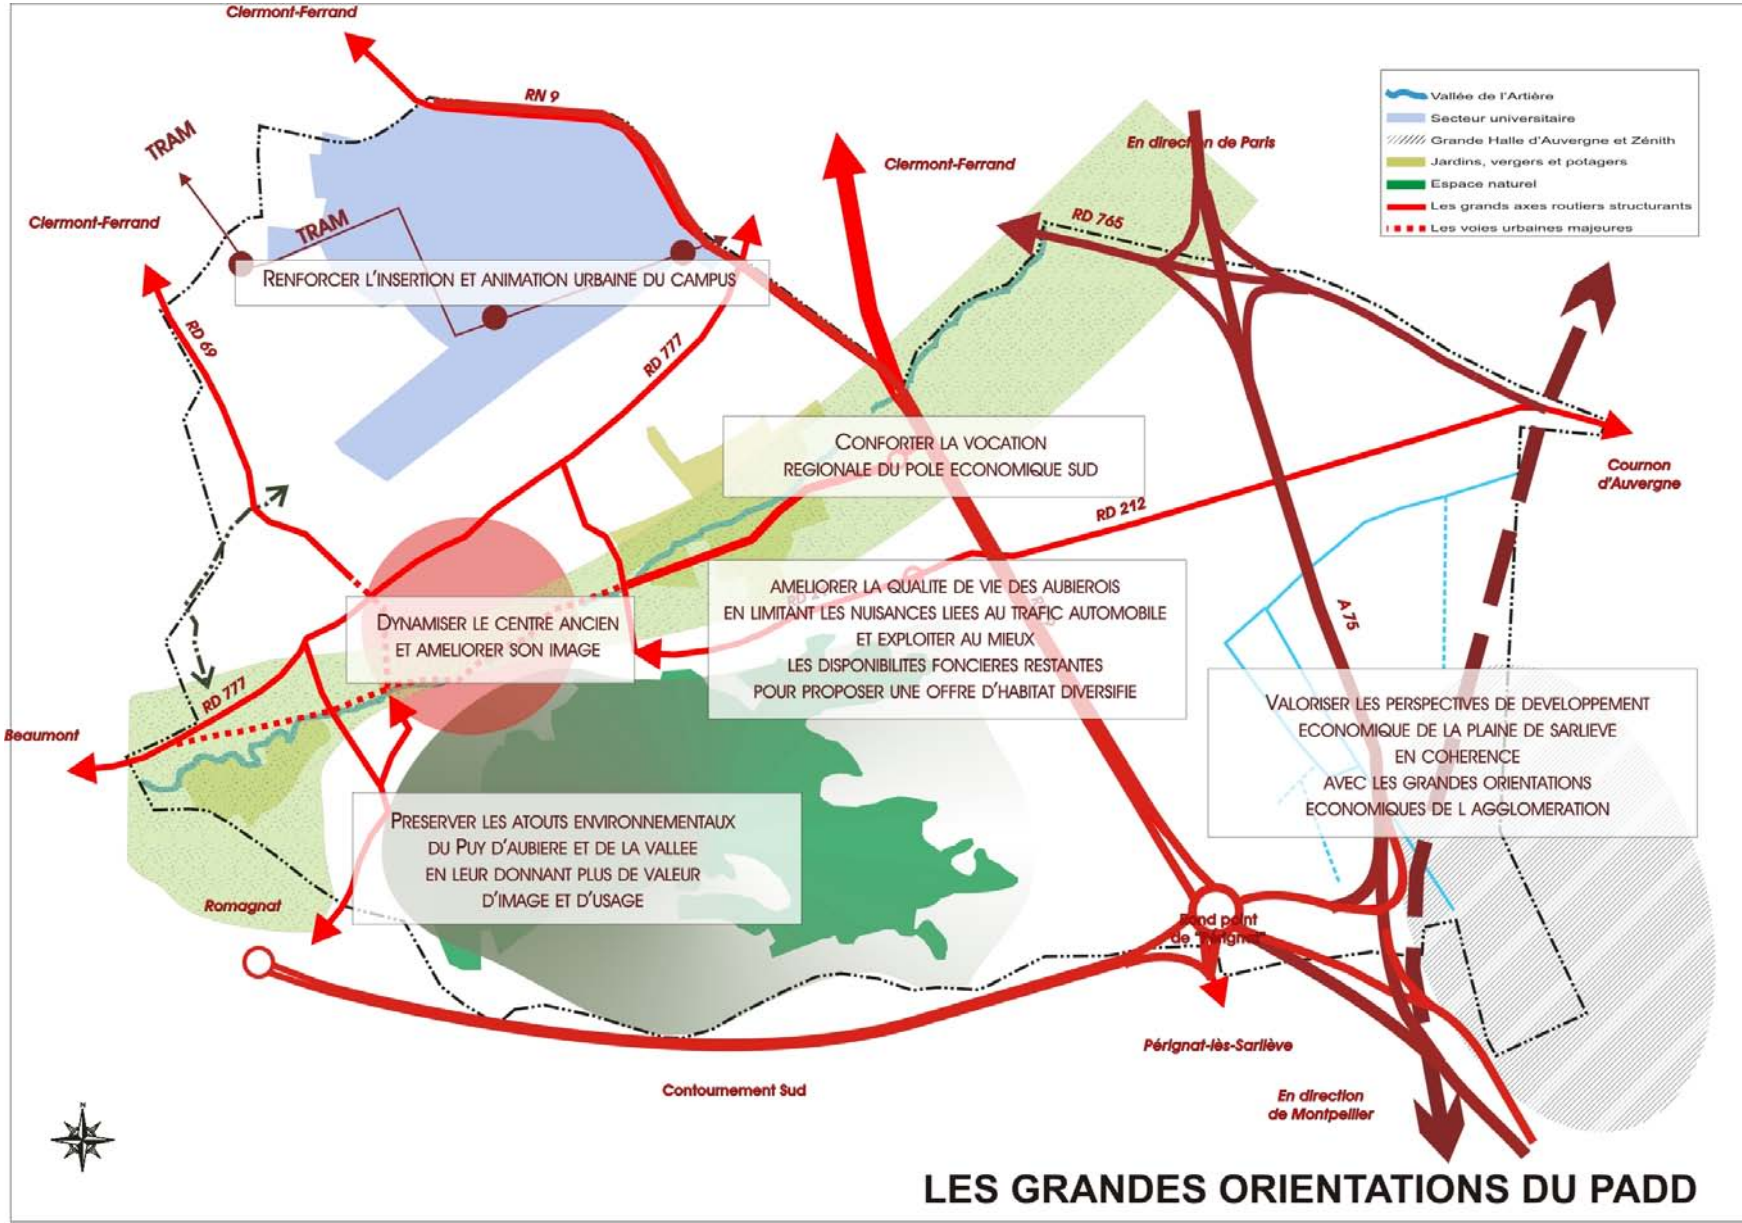 Clermont-Ferrand
RN 9
TRAM
Clermont-Ferrand
TRAM
Clermont-Ferrand
En direction de Paris
RD 765
Vallée de l'Artière
Secteur universitaire
Grande Halle d'Auvergne et Zénith
Jardins, vergers et potagers
Espace naturel
Les grands axes routiers structurants
Les voies urbaines majeures
RENFORCER L'INSERTION ET ANIMATION URBAINE DU CAMPUS
RD 69
RD 777
CONFORTER LA VOCATION
REGIONALE DU POLE ECONOMIQUE SUD
Cournon
d'Auvergne
RD 212
AMELIORER LA QUALITE DE VIE DES AUBIEROIS
EN LIMITANT LES NUISANCES LIEES AU TRAFIC AUTOMOBILE
ET EXPLOITER AU MIEUX
LES DISPONIBILITES FONCIERES RESTANTES
POUR PROPOSER UNE OFFRE D'HABITAT DIVERSIFIE
A 75
DYNAMISER LE CENTRE ANCIEN
ET AMELIORER SON IMAGE
RD 777
Beaumont
VALORISER LES PERSPECTIVES DE DEVELOPPEMENT
ECONOMIQUE DE LA PLAINE DE SARLIEVE
EN COHERENCE
AVEC LES GRANDES ORIENTATIONS
ECONOMIQUES DE L AGGLOMERATION
PRESERVER LES ATOUTS ENVIRONNEMENTAUX
DU PUY D'AUBIERE ET DE LA VALLEE
EN LEUR DONNANT PLUS DE VALEUR
D'IMAGE ET D'USAGE
Romagnat
Rond point
de "Pérignat"
Pérignat-lès-Sarliève
Contournement Sud
En direction
de Montpellier
N
LES GRANDES ORIENTATIONS DU PADD